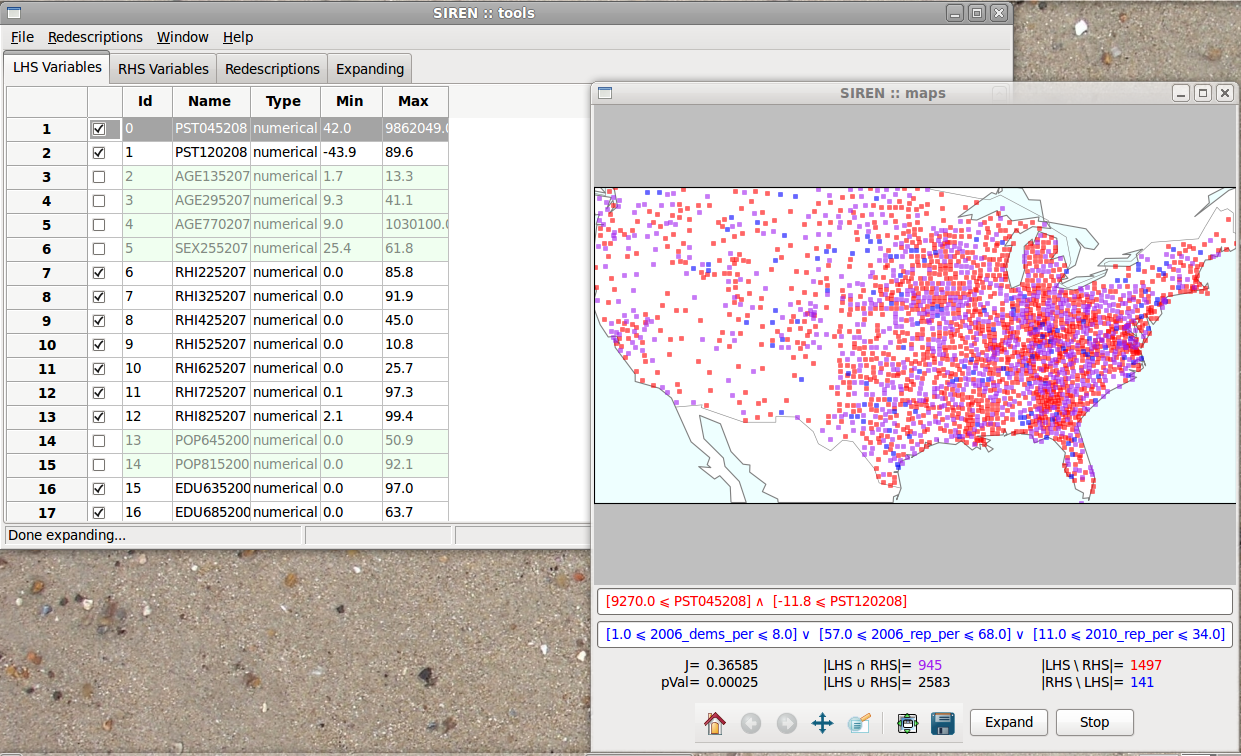 SIREN :: tools
File Redescriptions Window Help
LHS Variables RHS Variables Redescriptions Expanding
Id Name Type Min Max
1 0 PST045208 numerical 42.0 9862049.0
2 1 PST120208 numerical -43.9 89.6
3 2 AGE135207 numerical 1.7 13.3
4 3 AGE295207 numerical 9.3 41.1
5 4 AGE770207 numerical 9.0 1030100.0
6 5 SEX255207 numerical 25.4 61.8
7 6 RHI225207 numerical 0.0 85.8
8 7 RHI325207 numerical 0.0 91.9
9 8 RHI425207 numerical 0.0 45.0
10 9 RHI525207 numerical 0.0 10.8
11 10 RHI625207 numerical 0.0 25.7
12 11 RHI725207 numerical 0.1 97.3
13 12 RHI825207 numerical 2.1 99.4
14 13 POP645200 numerical 0.0 50.9
15 14 POP815200 numerical 0.0 92.1
16 15 EDU635200 numerical 0.0 97.0
17 16 EDU685200 numerical 0.0 63.7
Done expanding...
SIREN :: maps
[9270.0 ⩽ PST045208] ∧ [-11.8 ⩽ PST120208]
[1.0 ⩽ 2006_dems_per ⩽ 8.0] ∨ [57.0 ⩽ 2006_rep_per ⩽ 68.0] ∨ [11.0 ⩽ 2010_rep_per ⩽ 34.0]
J= 0.36585 |LHS ∩ RHS|= 945 |LHS \ RHS|= 1497
pVal= 0.00025 |LHS ∪ RHS|= 2583 |RHS \ LHS|= 141
Expand Stop